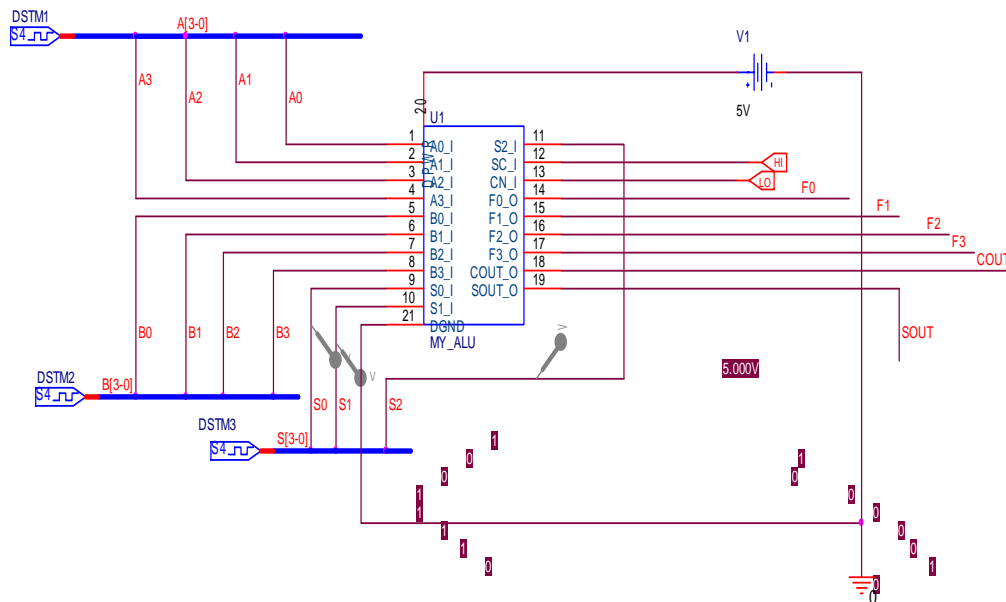 DSTM1
S4
A[3-0]
A3
A2
A1
A0
V1
5V
2.0
U1
1 A0_I S2_I 11
2 A1_I SC_I 12 HI
3 A2_I CN_I 13 LO
4 A3_I F0_O 14 F0
5 B0_I F1_O 15 F1
6 B1_I F2_O 16 F2
7 B2_I F3_O 17 F3
8 B3_I COUT_O 18 COUT
9 S0_I SOUT_O 19
10 S1_I
21 DGND
MY_ALU
SOUT
B0
B1
B2
B3
S0
S1
S2
V
V
5.000V
DSTM2
S4
B[3-0]
DSTM3
S4
S[3-0]
1
0
0
1
1
1
1
0
1
0
0
0
0
0
1
0
0